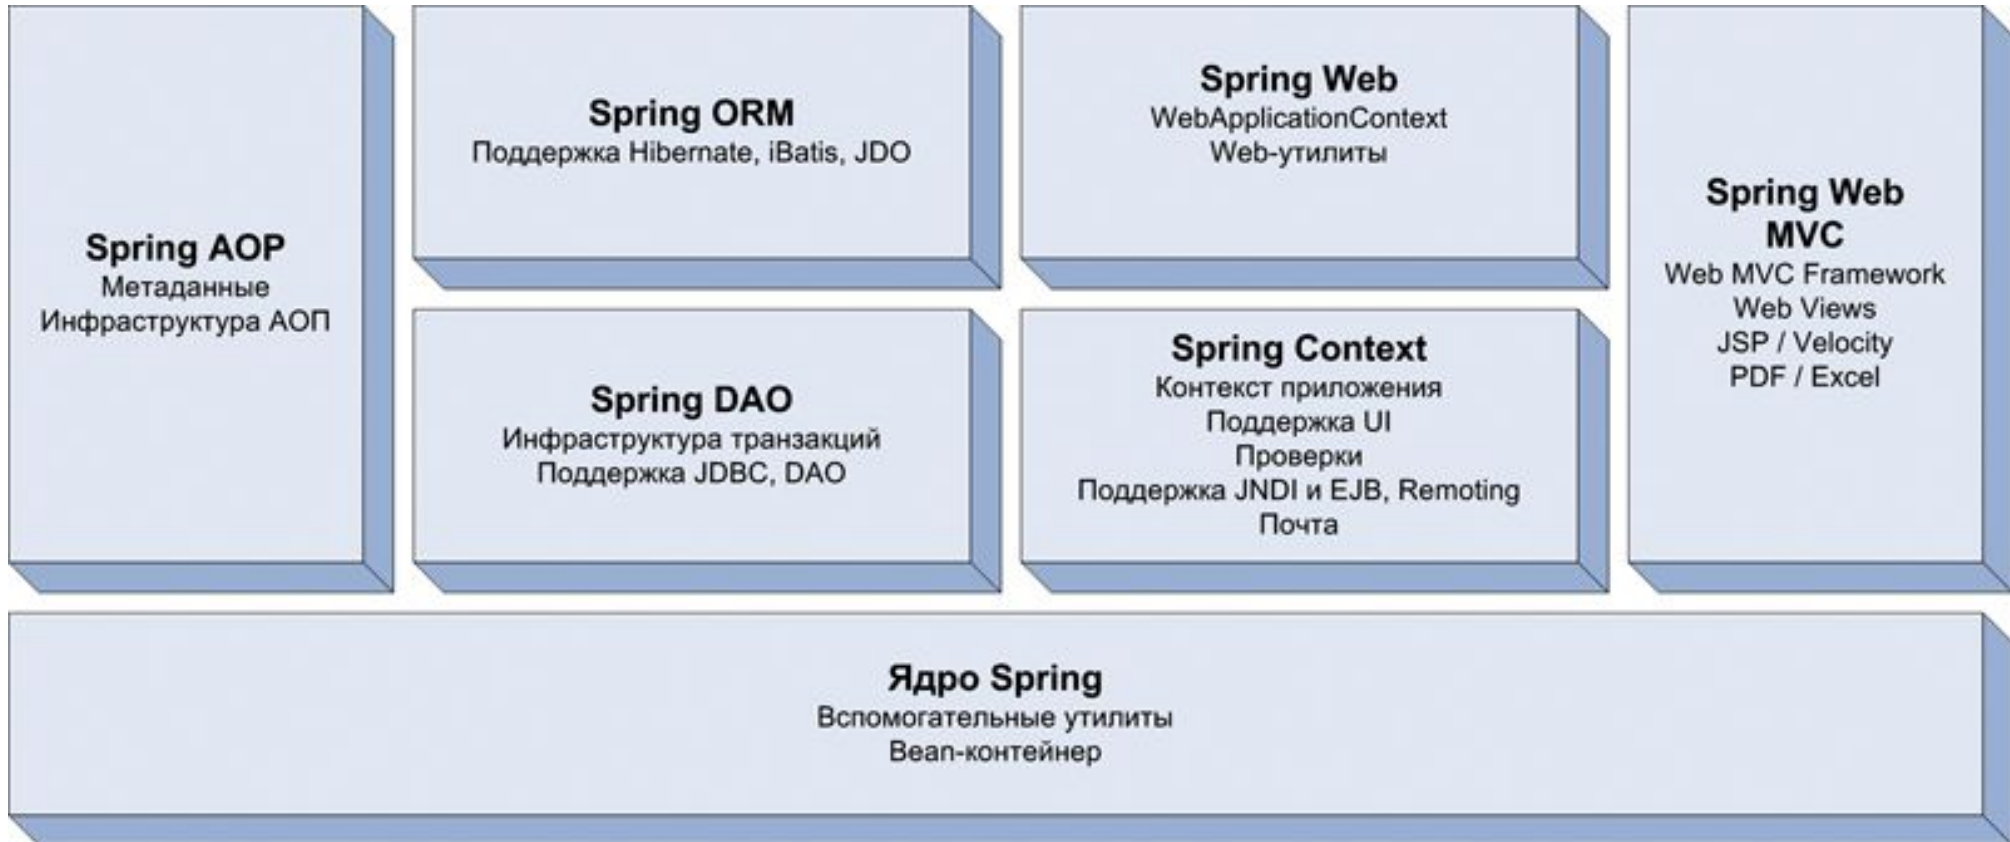 Spring AOP
Метаданные
Инфраструктура АОП
Spring ORM
Поддержка Hibernate, iBatis, JDO
Spring Web
WebApplicationContext
Web-утилиты
Spring Web
MVC
Web MVC Framework
Web Views
JSP / Velocity
PDF / Excel
Spring DAO
Инфраструктура транзакций
Поддержка JDBC, DAO
Spring Context
Контекст приложения
Поддержка UI
Проверки
Поддержка JNDI и EJB, Remoting
Почта
Ядро Spring
Вспомогательные утилиты
Bean-контейнер